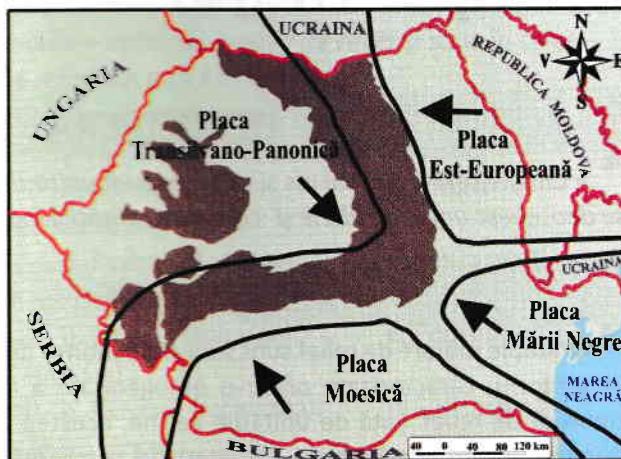 UCRAINA
N
V
E
S
REPUBLICA MOLDOVA
UNGARIA
Placa
Transilvano-Panonică
Placa
Est-Europeană
UCRAINA
Placa
Mării Negre
SERBIA
Placa
Moesică
MAREA
NEAGRĂ
BULGARIA
40 0 40 80 120 km